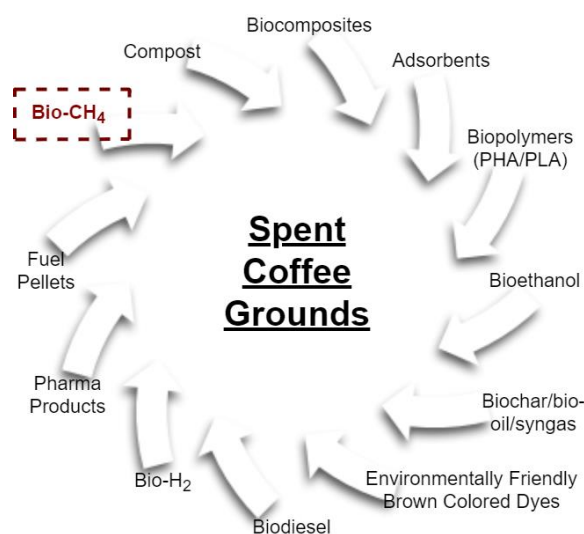 Biocomposites
Compost
Adsorbents
Bio-CH₄
Biopolymers
(PHA/PLA)
Spent
Coffee
Grounds
Fuel
Pellets
Bioethanol
Pharma
Products
Biochar/bio-
oil/syngas
Bio-H₂
Environmentally Friendly
Brown Colored Dyes
Biodiesel